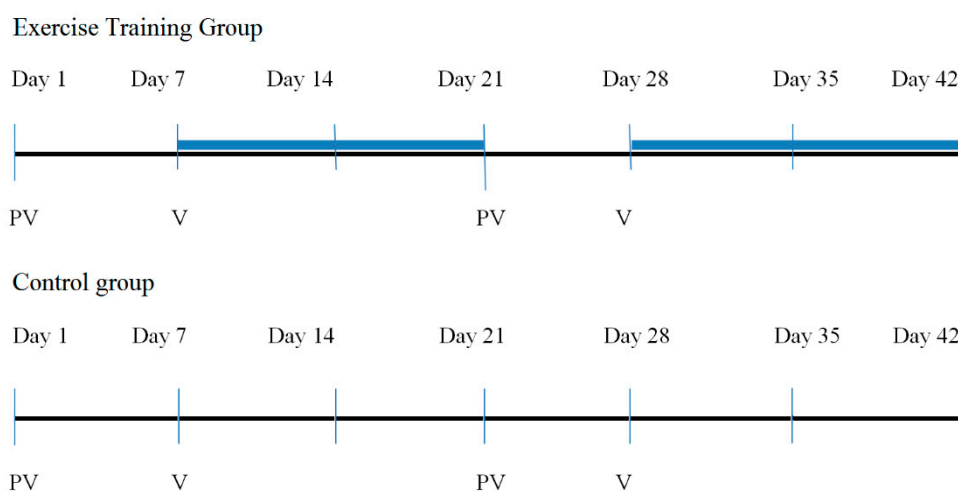 Exercise Training Group
Day 1 Day 7 Day 14 Day 21 Day 28 Day 35 Day 42
PV V PV V
Control group
Day 1 Day 7 Day 14 Day 21 Day 28 Day 35 Day 42
PV V PV V